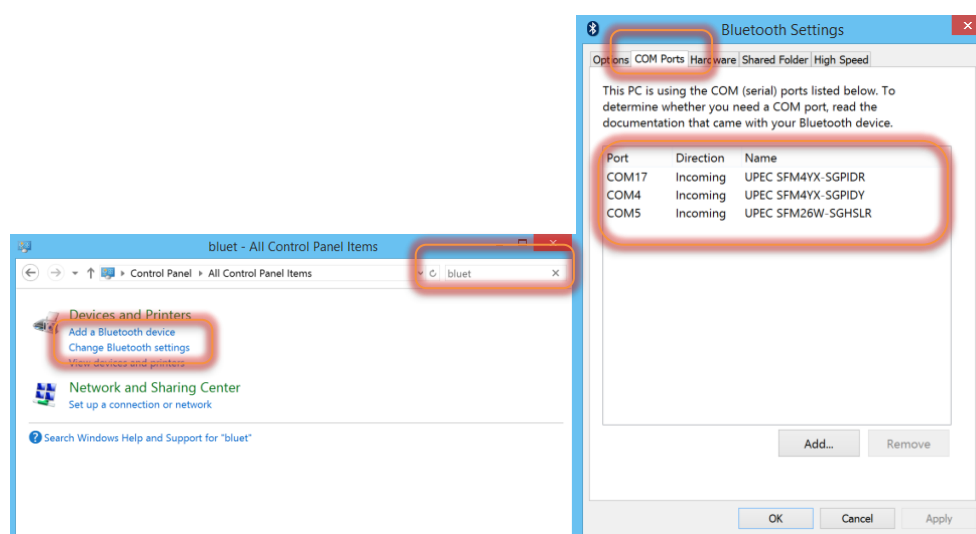 bluet - All Control Panel Items
Control Panel All Control Panel Items
bluet
Devices and Printers
Add a Bluetooth device
Change Bluetooth settings
View devices and printers
Network and Sharing Center
Set up a connection or network
Search Windows Help and Support for "bluet"
Bluetooth Settings
Options COM Ports Hardware Shared Folder High Speed
This PC is using the COM (serial) ports listed below. To
determine whether you need a COM port, read the
documentation that came with your Bluetooth device.
Port Direction Name
COM17 Incoming UPEC SFM4YX-SGPIDR
COM4 Incoming UPEC SFM4YX-SGPIDY
COM5 Incoming UPEC SFM26W-SGHSLR
Add... Remove
OK Cancel Apply